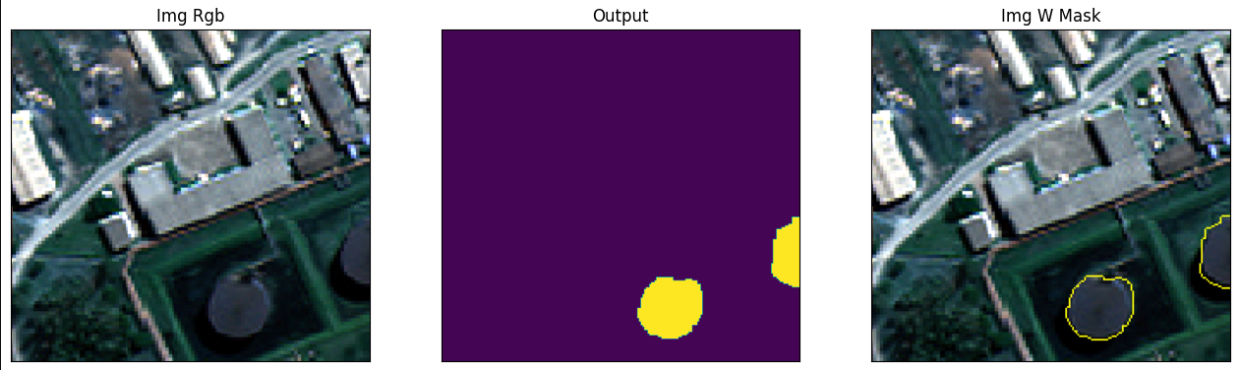 Img Rgb
Output
Img W Mask